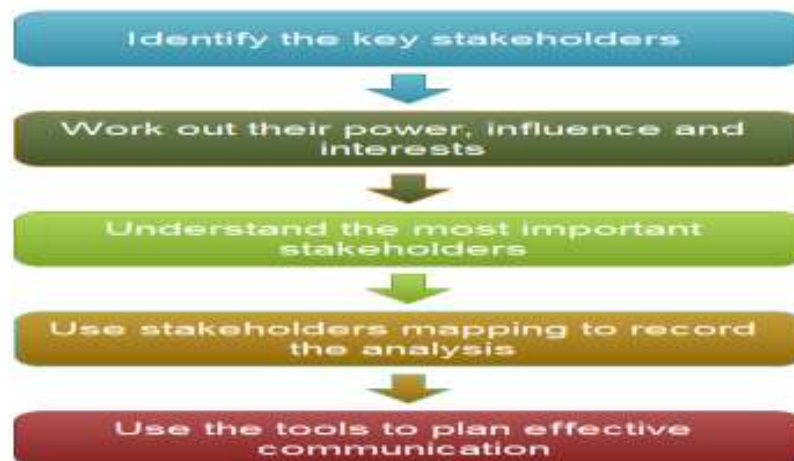 Identify the key stakeholders
Work out their power, influence and
interests
Understand the most important
stakeholders
Use stakeholders mapping to record
the analysis
Use the tools to plan effective
communication